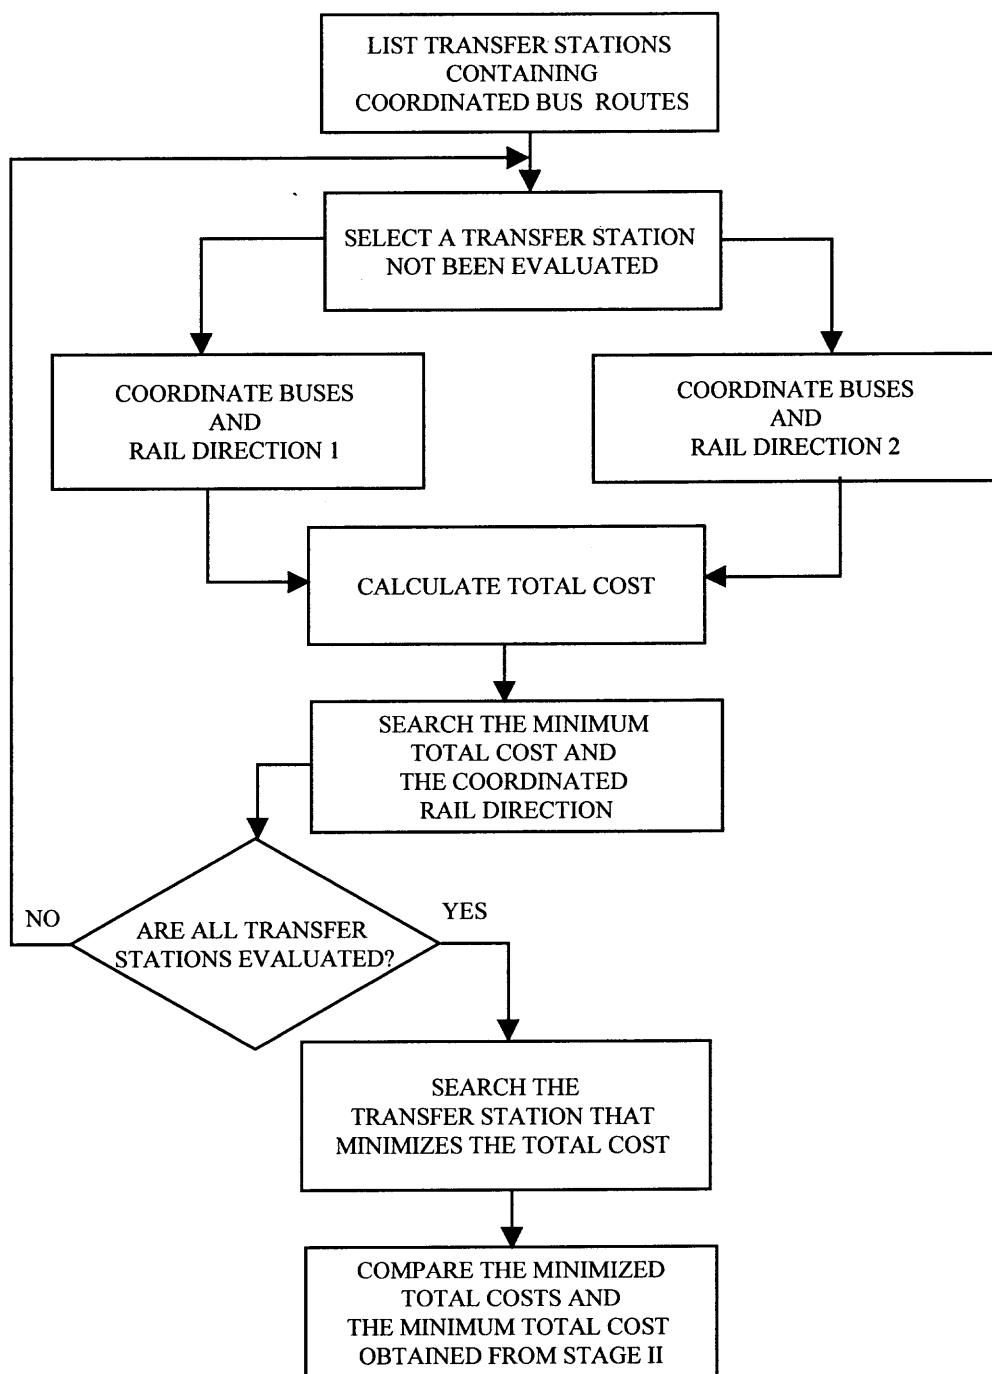 LIST TRANSFER STATIONS
CONTAINING
COORDINATED BUS ROUTES
SELECT A TRANSFER STATION
NOT BEEN EVALUATED
COORDINATE BUSES
AND
RAIL DIRECTION 1
COORDINATE BUSES
AND
RAIL DIRECTION 2
CALCULATE TOTAL COST
SEARCH THE MINIMUM
TOTAL COST AND
THE COORDINATED
RAIL DIRECTION
NO
YES
ARE ALL TRANSFER
STATIONS EVALUATED?
SEARCH THE
TRANSFER STATION THAT
MINIMIZES THE TOTAL COST
COMPARE THE MINIMIZED
TOTAL COSTS AND
THE MINIMUM TOTAL COST
OBTAINED FROM STAGE II